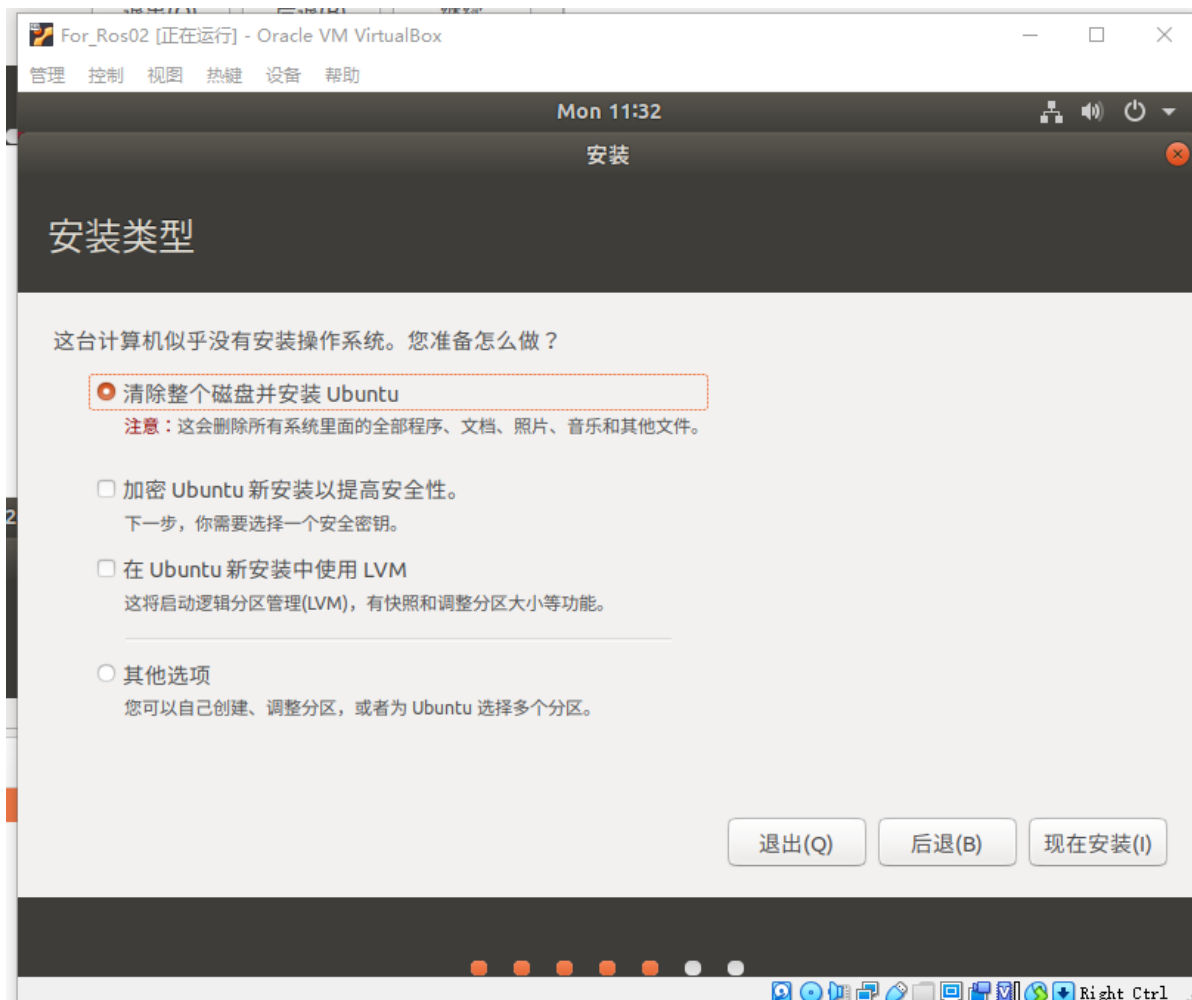 For_Ros02 [正在运行] - Oracle VM VirtualBox
管理 控制 视图 热键 设备 帮助
Mon 11:32
安装
安装类型
这台计算机似乎没有安装操作系统。您准备怎么做？
清除整个磁盘并安装 Ubuntu
注意：这会删除所有系统里面的全部程序、文档、照片、音乐和其他文件。
加密 Ubuntu 新安装以提高安全性。
下一步，你需要选择一个安全密钥。
2
在 Ubuntu 新安装中使用 LVM
这将启动逻辑分区管理(LVM)，有快照和调整分区大小等功能。
其他选项
您可以自己创建、调整分区，或者为 Ubuntu 选择多个分区。
退出(Q) 后退(B) 现在安装(I)
Right Ctrl